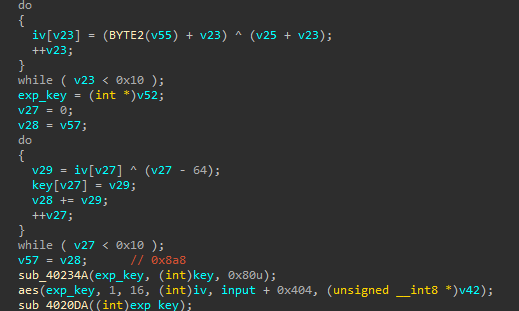 do
{
iv[v23] = (BYTE2(v55) + v23) ^ (v25 + v23);
++v23;
}
while ( v23 < 0x10 );
exp_key = (int *)v52;
v27 = 0;
v28 = v57;
do
{
v29 = iv[v27] ^ (v27 - 64);
key[v27] = v29;
v28 += v29;
++v27;
}
while ( v27 < 0x10 );
v57 = v28; // 0x8a8
sub_40234A(exp_key, (int)key, 0x80u);
aes(exp_key, 1, 16, (int)iv, input + 0x404, (unsigned __int8 *)v42);
sub_4020DA((int)exp_key);